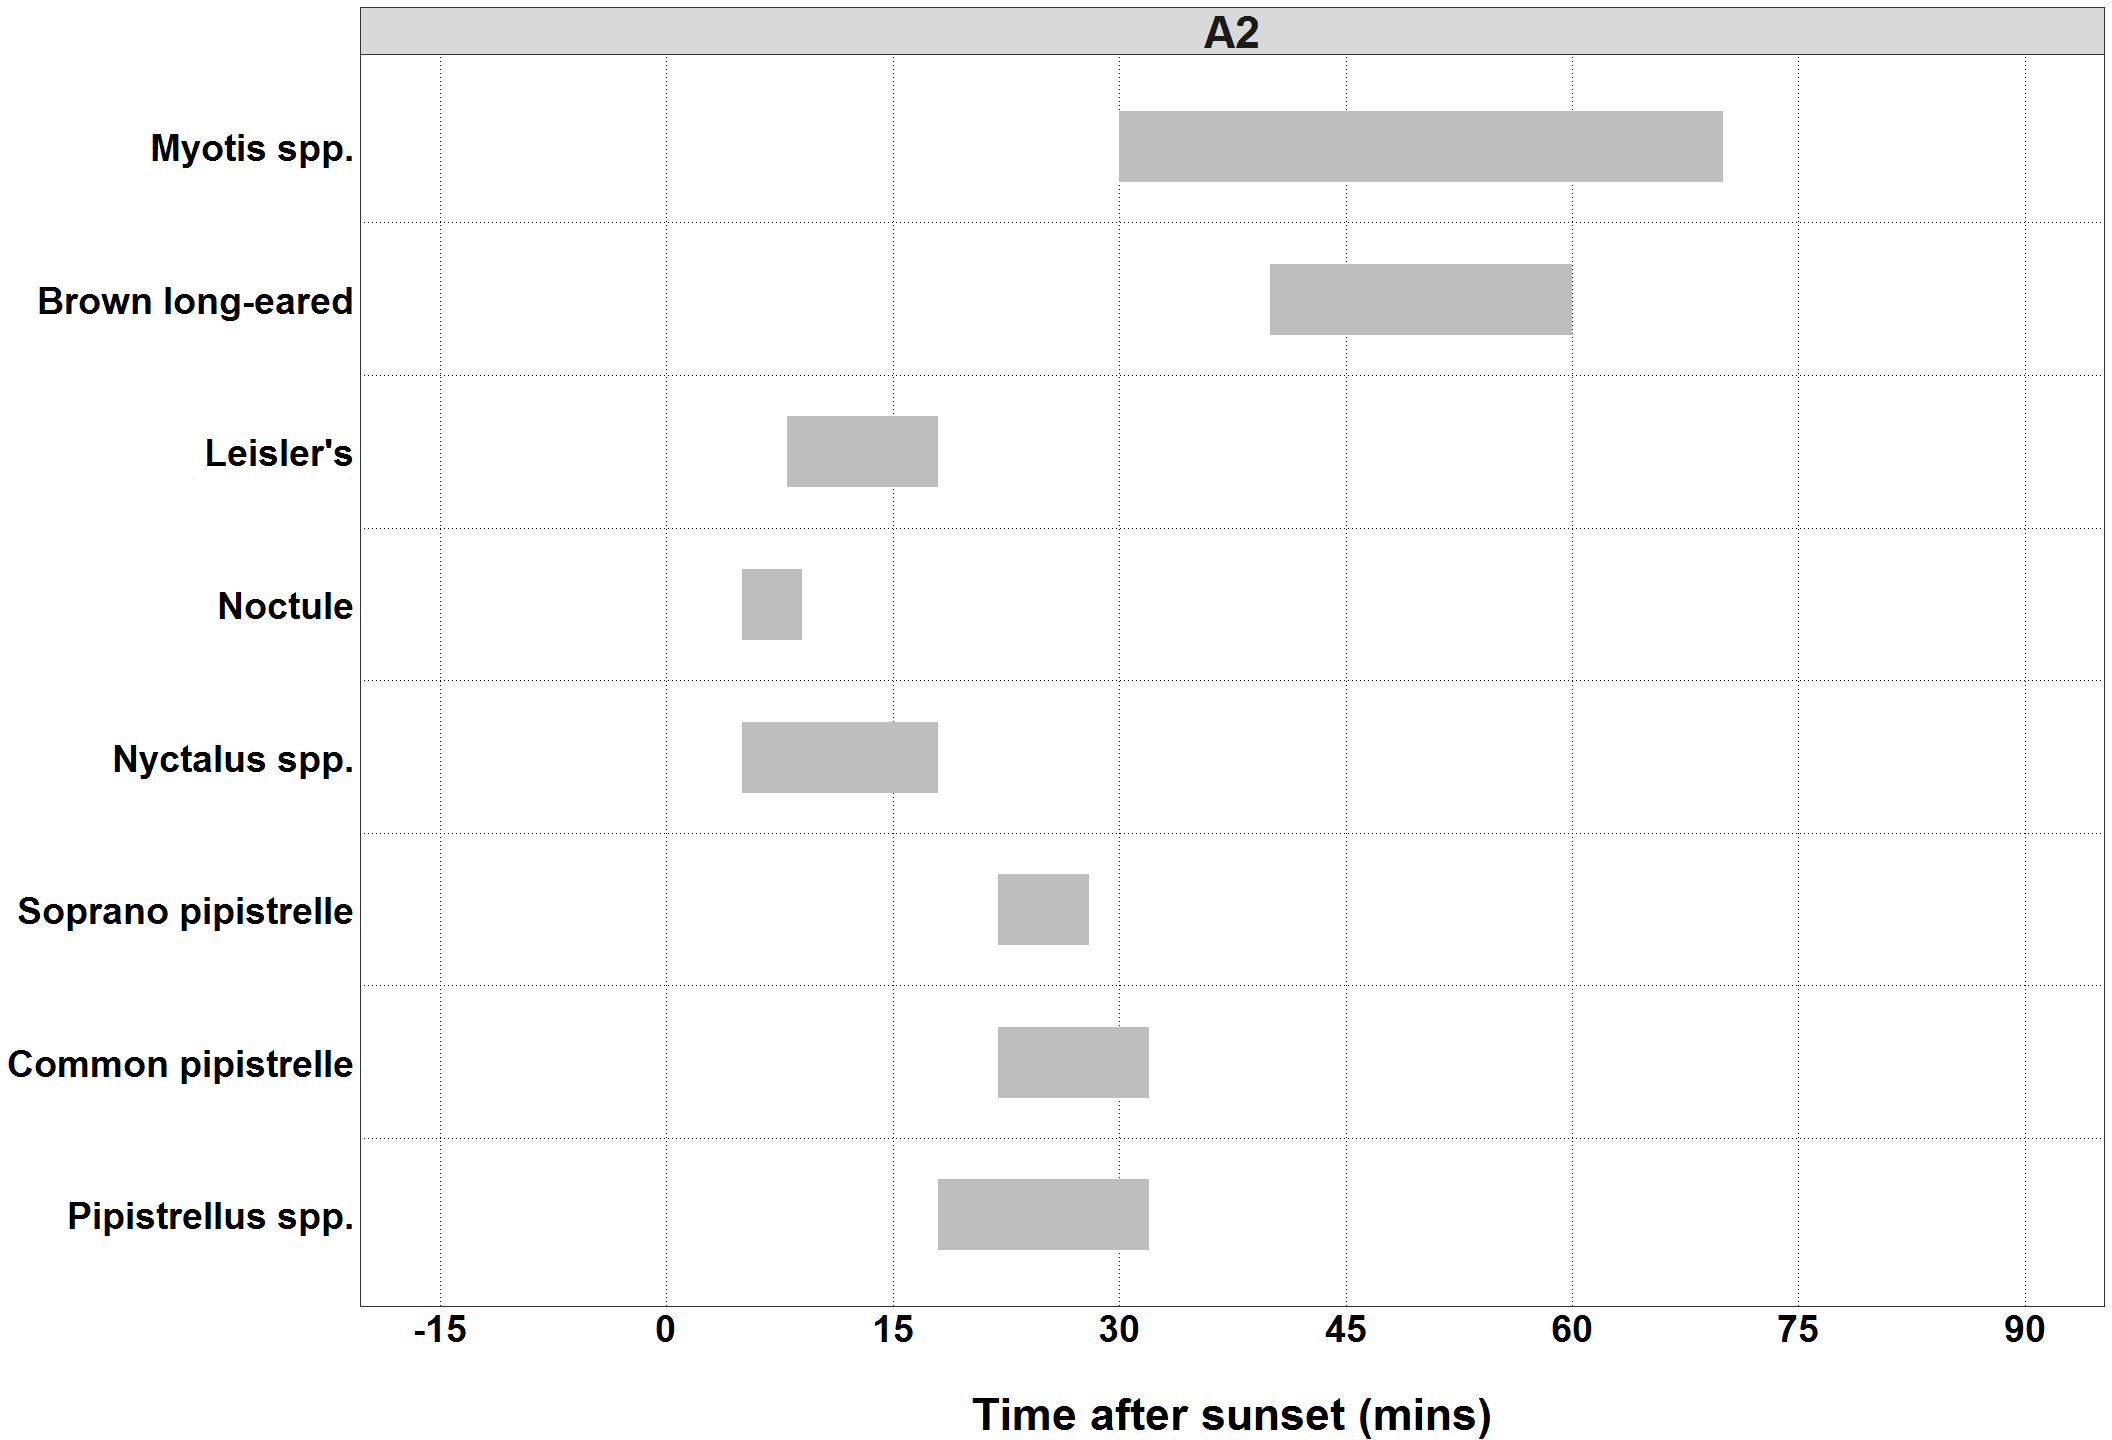 A2
Myotis spp.
Brown long-eared
Leisler's
Noctule
Nyctalus spp.
Soprano pipistrelle
Common pipistrelle
Pipistrellus spp.
-15 0 15 30 45 60 75 90
Time after sunset (mins)